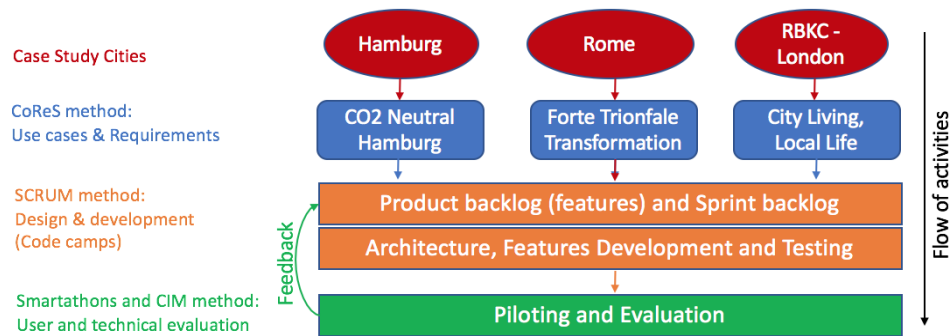 Case Study Cities
Hamburg
Rome
RBKC -
London
CoReS method:
Use cases & Requirements
CO2 Neutral
Hamburg
Forte Trionfale
Transformation
City Living,
Local Life
SCRUM method:
Design & development
(Code camps)
Product backlog (features) and Sprint backlog
Architecture, Features Development and Testing
Feedback
Smartathons and CIM method:
User and technical evaluation
Piloting and Evaluation
Flow of activities